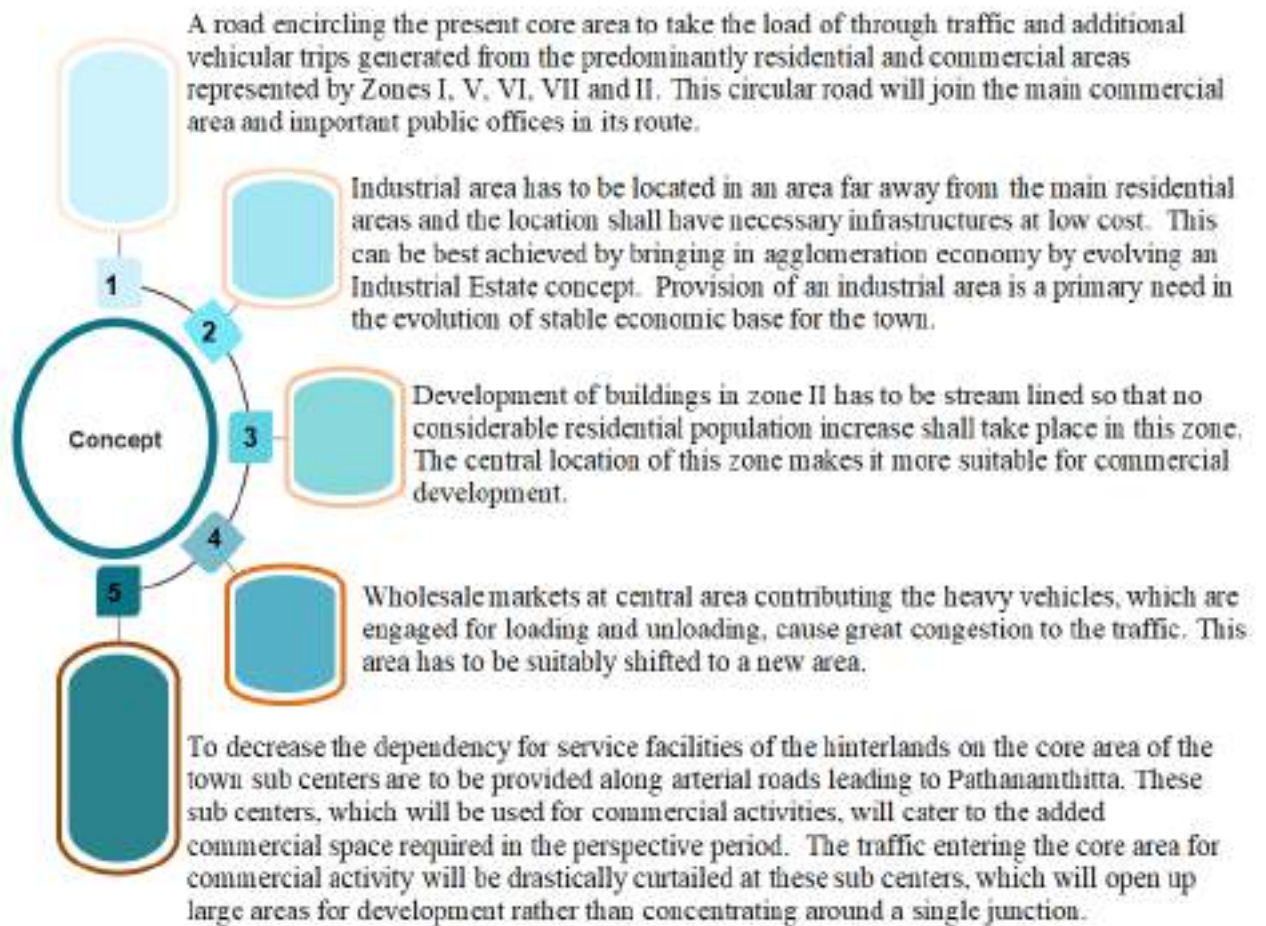 A road encircling the present core area to take the load of through traffic and additional
vehicular trips generated from the predominantly residential and commercial areas
represented by Zones I, V, VI, VII and II. This circular road will join the main commercial
area and important public offices in its route.
1
Industrial area has to be located in an area far away from the main residential
areas and the location shall have necessary infrastructures at low cost. This
can be best achieved by bringing in agglomeration economy by evolving an
Industrial Estate concept. Provision of an industrial area is a primary need in
the evolution of stable economic base for the town.
2
Concept
3
Development of buildings in zone II has to be stream lined so that no
considerable residential population increase shall take place in this zone.
The central location of this zone makes it more suitable for commercial
development.
4
Wholesale markets at central area contributing the heavy vehicles, which are
engaged for loading and unloading, cause great congestion to the traffic. This
area has to be suitably shifted to a new area.
5
To decrease the dependency for service facilities of the hinterlands on the core area of the
town sub centers are to be provided along arterial roads leading to Pathanamthitta. These
sub centers, which will be used for commercial activities, will cater to the added
commercial space required in the perspective period. The traffic entering the core area for
commercial activity will be drastically curtailed at these sub centers, which will open up
large areas for development rather than concentrating around a single junction.